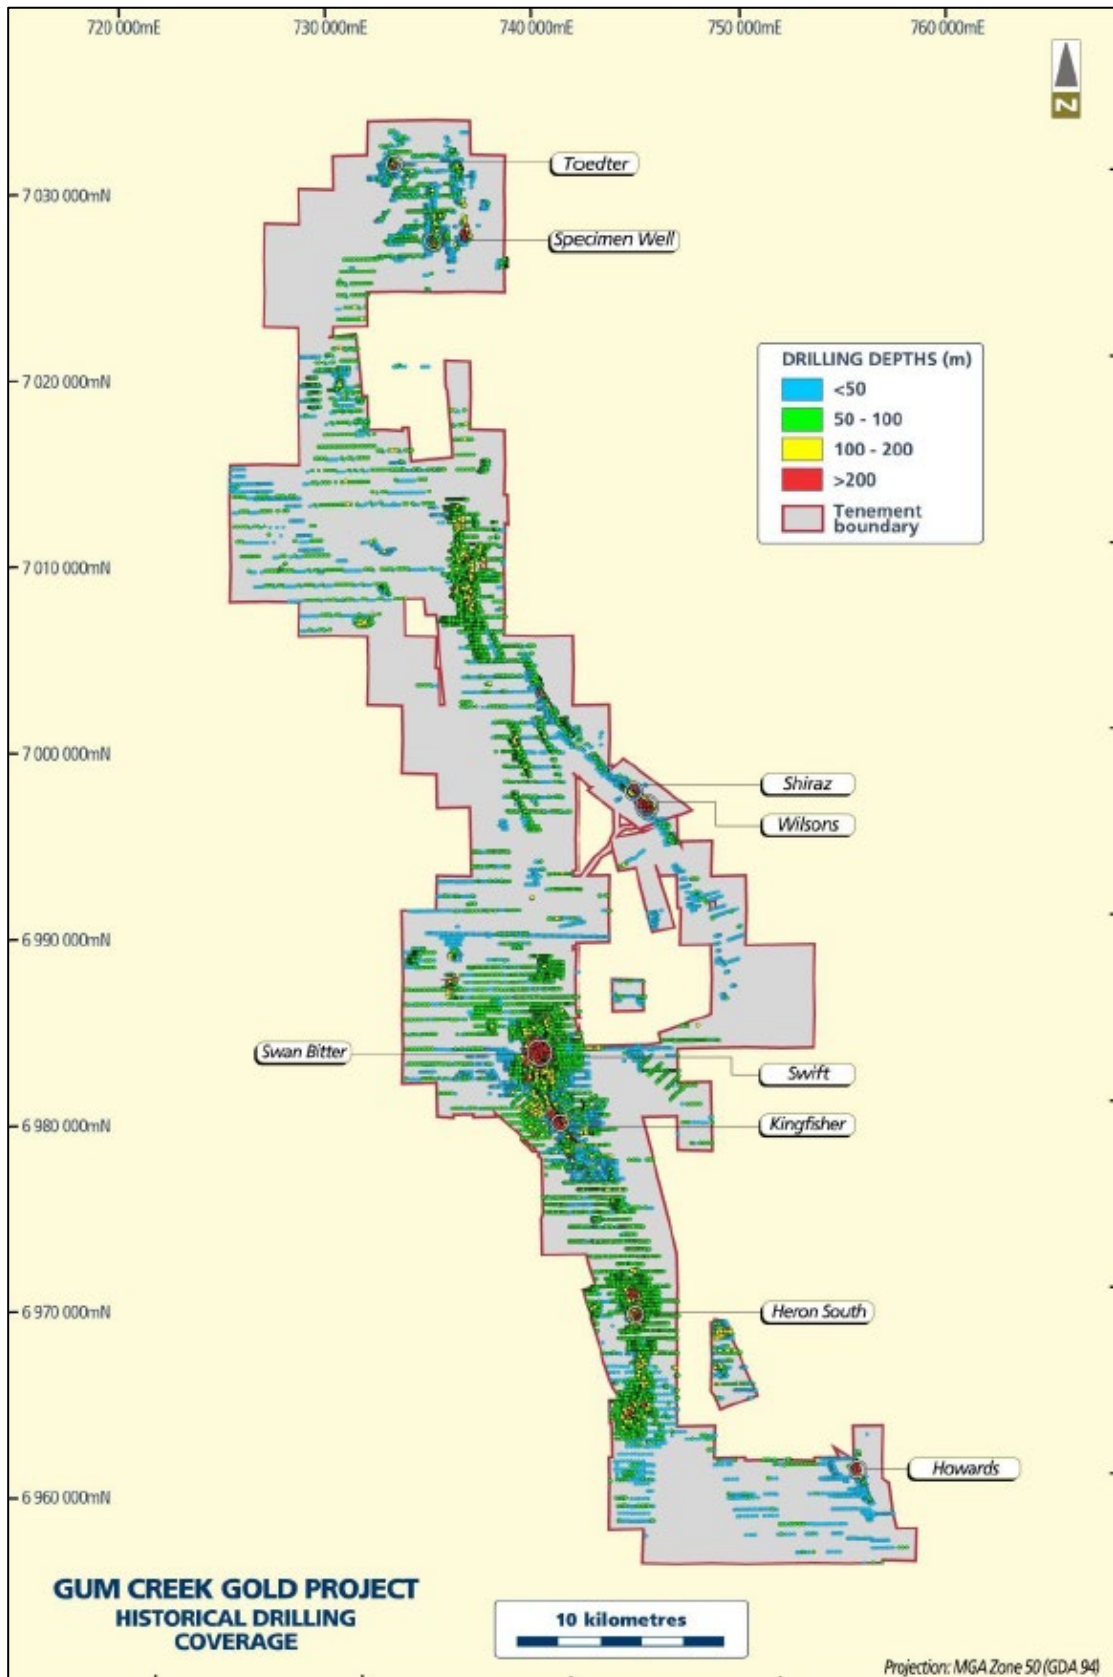 720 000mE
730 000mE
740 000mE
750 000mE
760 000mE
N
Toedter
7 030 000mN
Specimen Well
DRILLING DEPTHS (m)
7 020 000mN
<50
50 - 100
100 - 200
>200
Tenement
boundary
7 010 000mN
7 000 000mN
Shiraz
Wilsons
6 990 000mN
Swan Bitter
Swift
6 980 000mN
Kingfisher
6 970 000mN
Heron South
Howards
6 960 000mN
GUM CREEK GOLD PROJECT
HISTORICAL DRILLING
COVERAGE
10 kilometres
Projection: MGA Zone 50 (GDA 94)